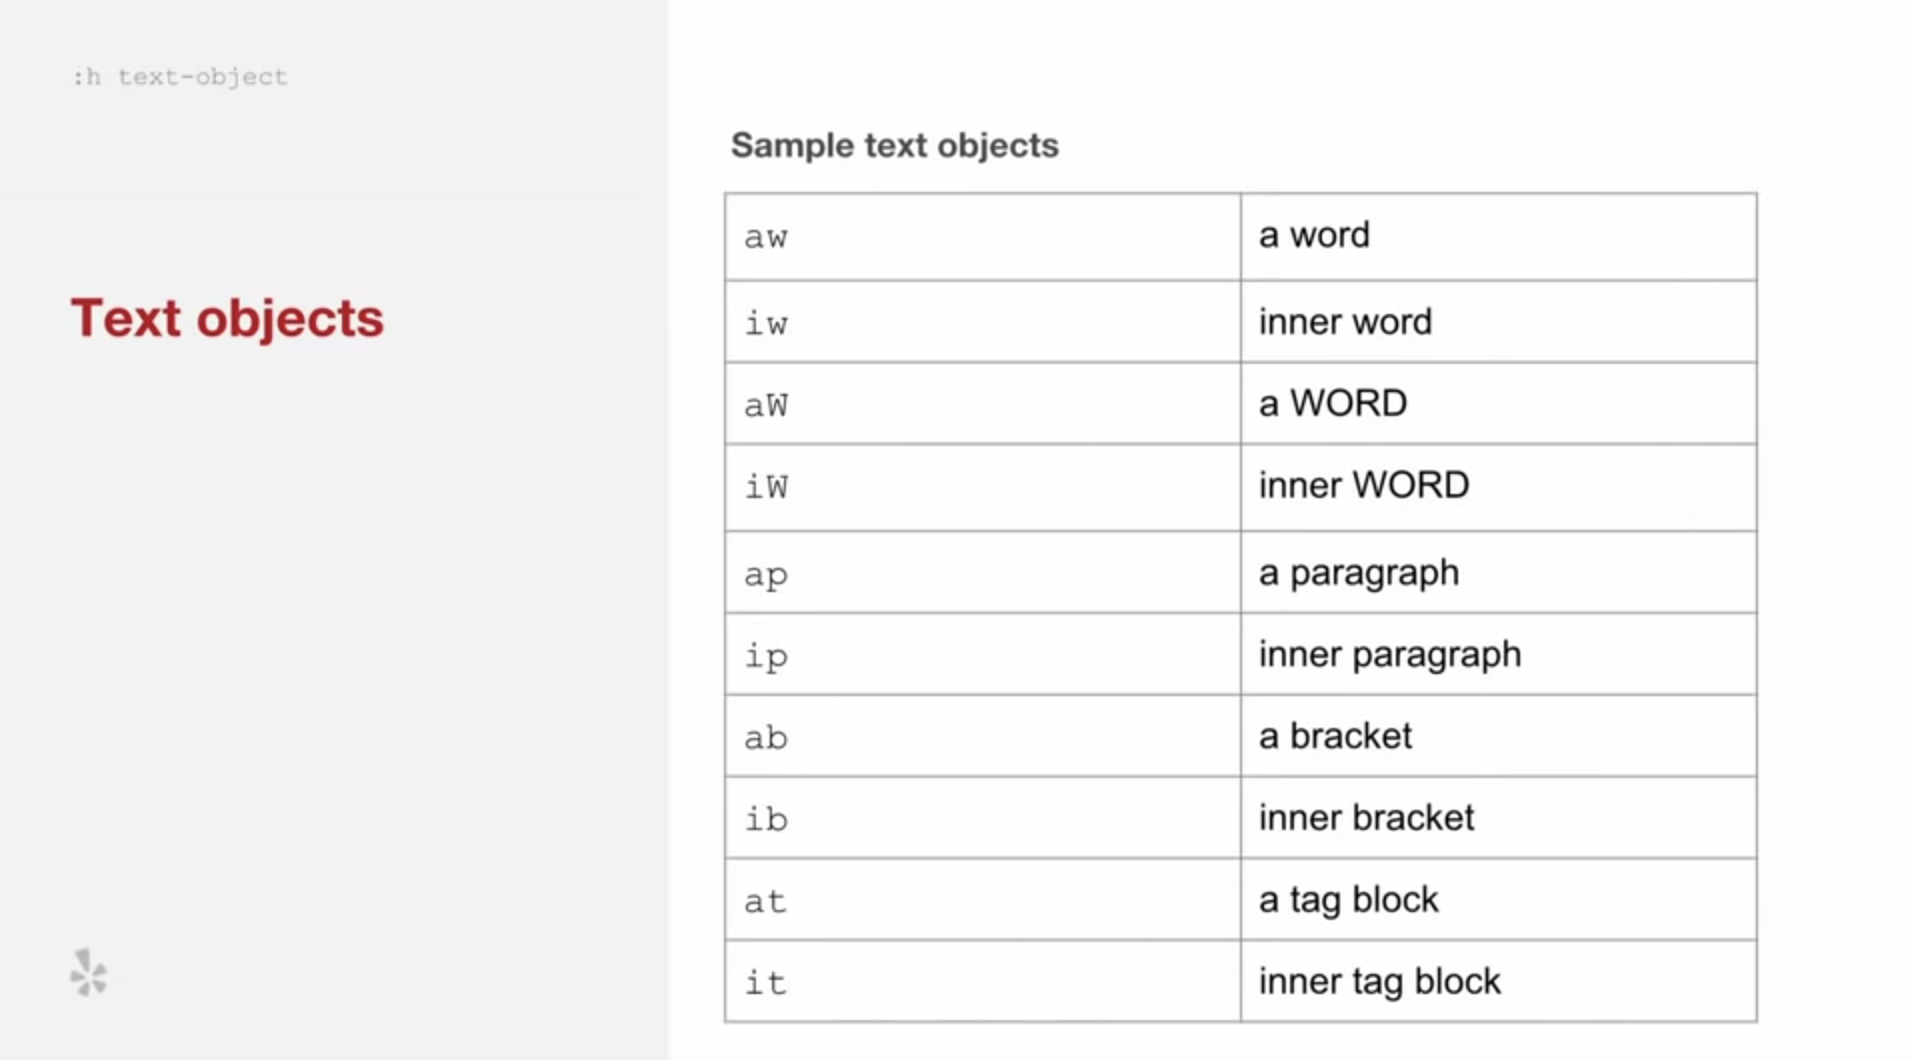 :h text-object
Text objects
Sample text objects
aw a word
iw inner word
aW a WORD
iW inner WORD
ap a paragraph
ip inner paragraph
ab a bracket
ib inner bracket
at a tag block
it inner tag block